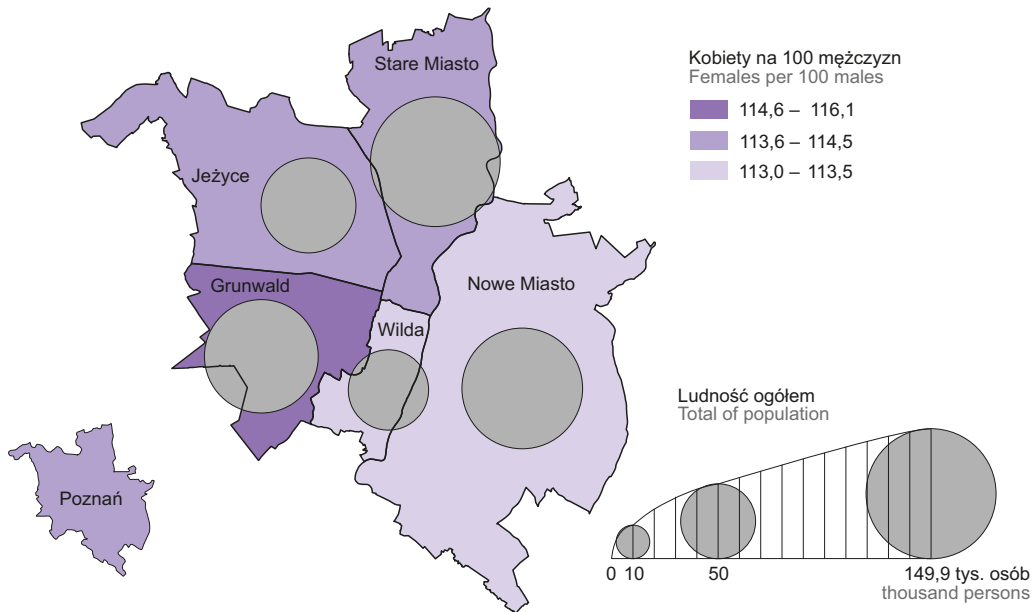 Stare Miasto
Jeżyce
Grunwald
Wilda
Nowe Miasto
Poznań
Kobiety na 100 mężczyzn
Females per 100 males
114,6 – 116,1
113,6 – 114,5
113,0 – 113,5
Ludność ogółem
Total of population
0 10 50 149,9 tys. osób
thousand persons